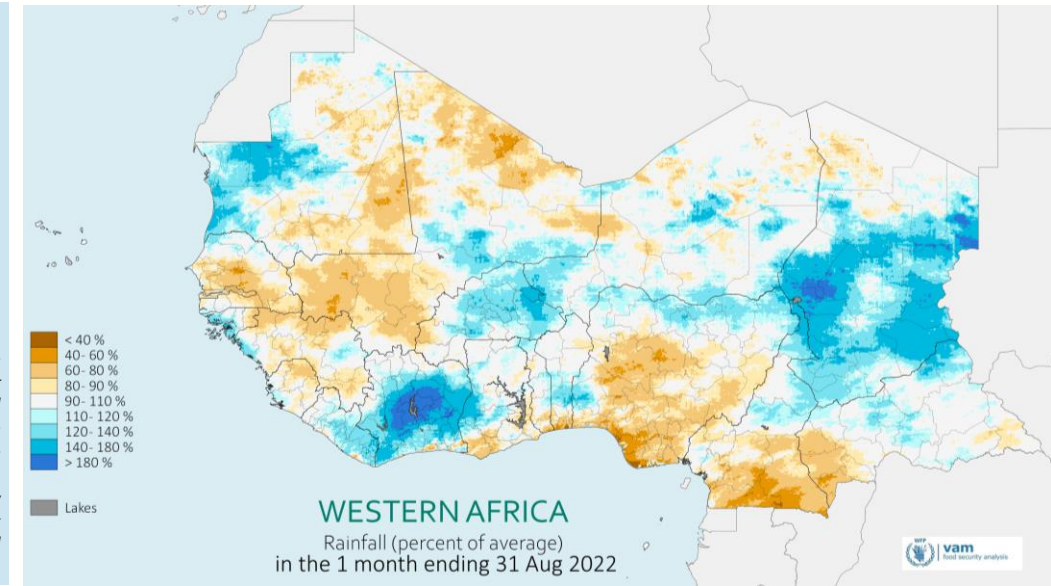 < 40 %
40- 60 %
60- 80 %
80- 90 %
90- 110 %
110- 120 %
120- 140 %
140- 180 %
> 180 %
Lakes
WESTERN AFRICA
Rainfall (percent of average)
in the 1 month ending 31 Aug 2022
WFP
vam
food security analysis